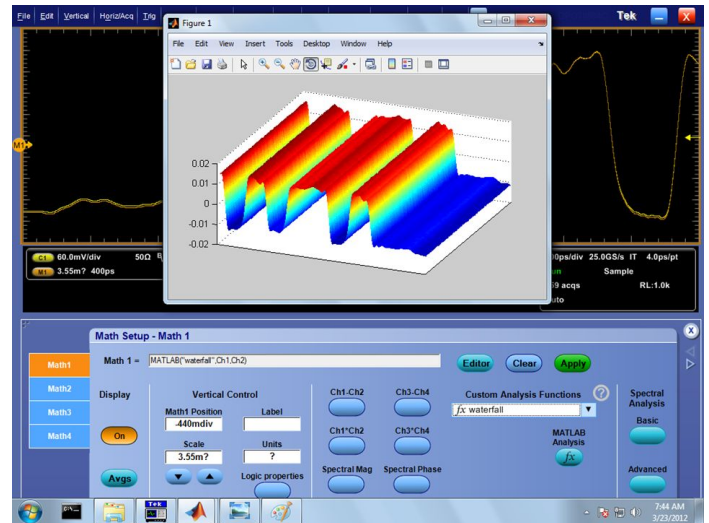 File Edit Vertical Horiz/Acq Trig
Tek X
Figure 1
File Edit View Insert Tools Desktop Window Help
0.02
0.01
0
-0.01
-0.02
M1
C1 60.0mV/div 50Ω
M1 3.55m? 400ps
0ps/div 25.0GS/s IT 4.0ps/pt
Sample
acqs RL:1.0k
uto
Math Setup - Math 1
X
Math1
Math2
Math3
Math4
Math 1 = MATLAB("waterfall",Ch1,Ch2)
Editor Clear Apply
Display
On
Avgs
Vertical Control
Math1 Position Label
-440mdiv
Scale Units
3.55m? ?
Logic properties
Ch1-Ch2 Ch3-Ch4
Ch1*Ch2 Ch3*Ch4
Spectral Mag Spectral Phase
Custom Analysis Functions ?
fx waterfall
MATLAB
Analysis
fx
Spectral
Analysis
Basic
Advanced
C:\_
Tek
7:44 AM
3/23/2012